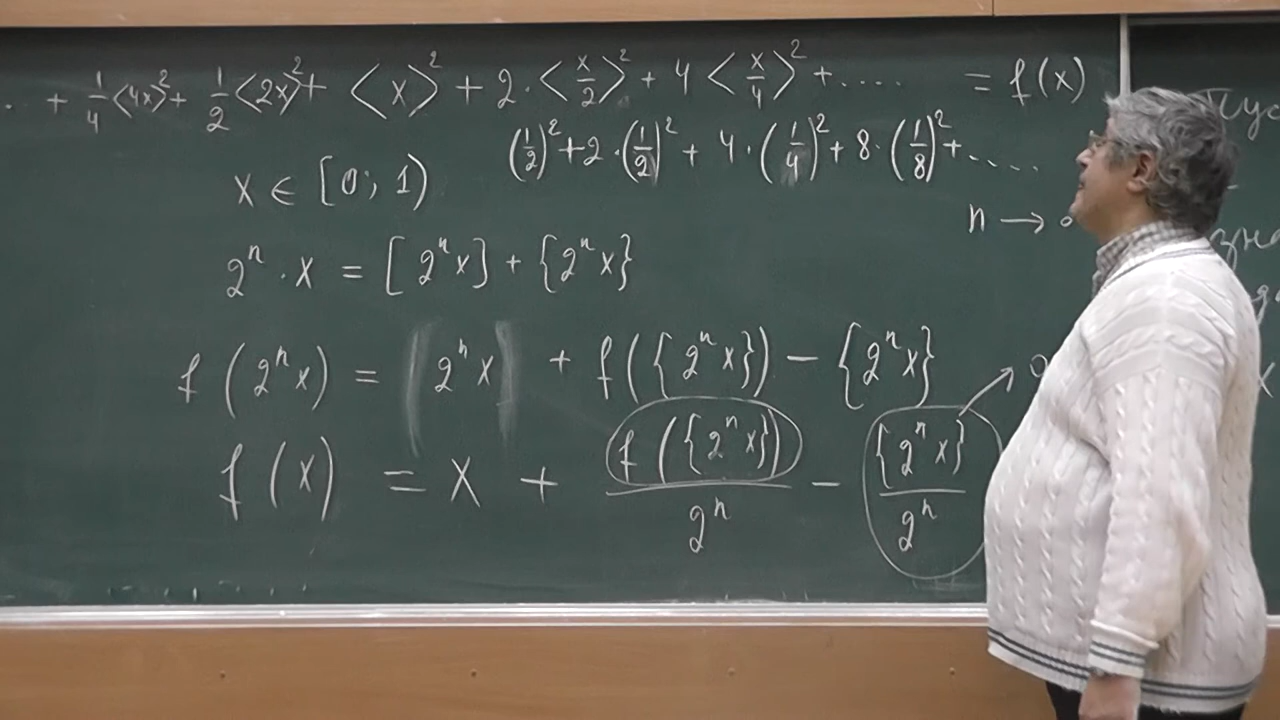 .. + 1/4 <4x>² + 1/2 <2x>² + <x>² + 2 · <x/2>² + 4 <x/4>² + .... = f(x)
(1/2)² + 2 · (1/2)² + 4 · (1/4)² + 8 · (1/8)² + ....
x ∈ [0; 1)
n →
2ⁿ · x = [2ⁿx] + {2ⁿx}
f(2ⁿx) = 2ⁿx + f({2ⁿx}) − {2ⁿx}
f(x) = x + f({2ⁿx})/2ⁿ − {2ⁿx}/2ⁿ → 0
Пус